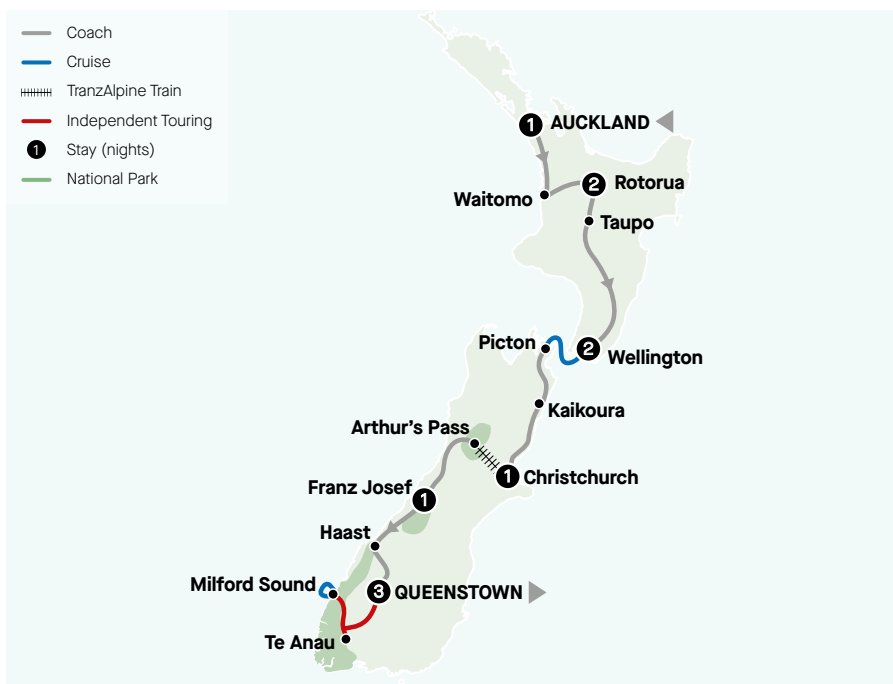 Coach
Cruise
TranzAlpine Train
Independent Touring
1 Stay (nights)
National Park
1 AUCKLAND
Waitomo
2 Rotorua
Taupo
Picton
2 Wellington
Kaikoura
Arthur's Pass
1 Christchurch
Franz Josef 1
Haast
Milford Sound
3 QUEENSTOWN
Te Anau